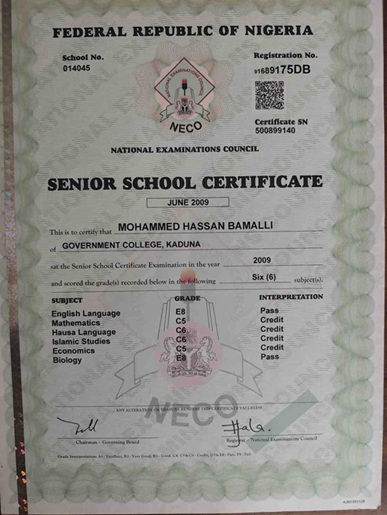 FEDERAL REPUBLIC OF NIGERIA
School No. Registration No.
014045 91689175DB
NATIONAL EXAMINATIONS COUNCIL
NECO
Certificate SN
500899140
NATIONAL EXAMINATIONS COUNCIL
SENIOR SCHOOL CERTIFICATE
JUNE 2009
This is to certify that MOHAMMED HASSAN BAMALLI
of GOVERNMENT COLLEGE, KADUNA
sat the Senior School Certificate Examination in the year 2009
and scored the grade(s) recorded below in the following Six (6) subject(s).
SUBJECT GRADE INTERPRETATION
English Language E8 Pass
Mathematics C5 Credit
Hausa Language C6 Credit
Islamic Studies C6 Credit
Economics C5 Credit
Biology E8 Pass
NECO
Chairman – Governing Board Registrar – National Examinations Council